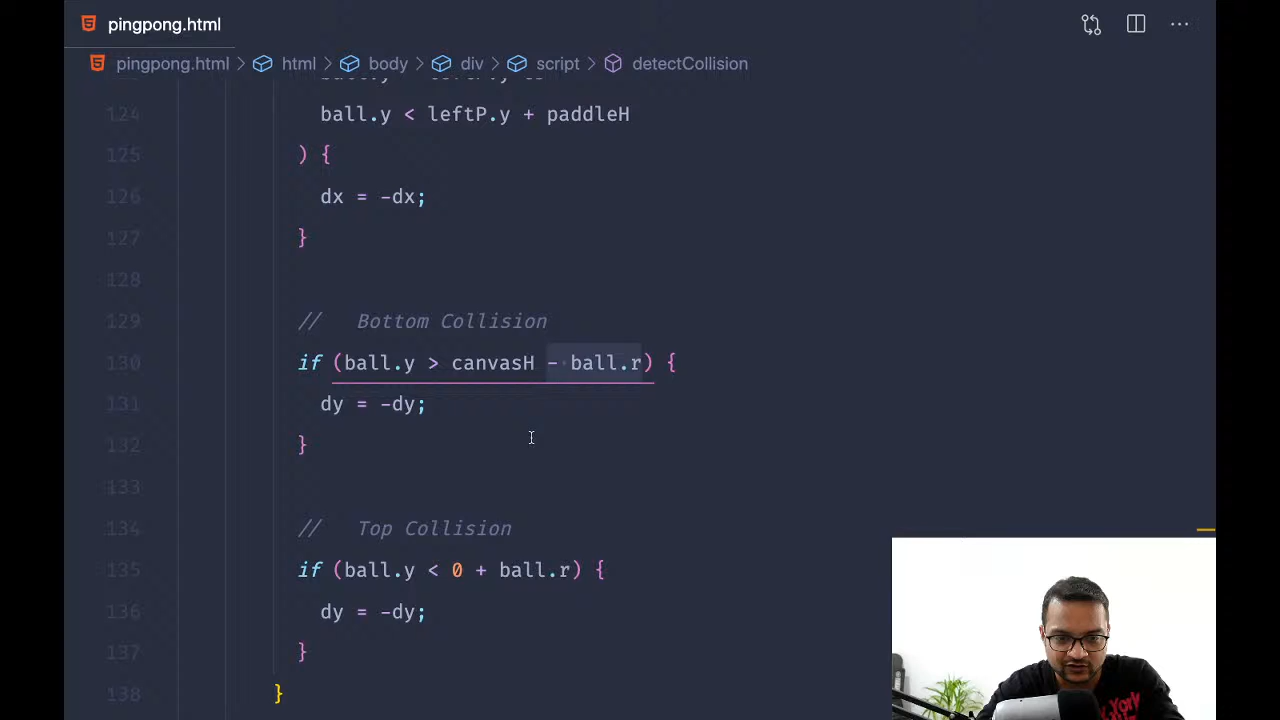 pingpong.html
pingpong.html > html > body > div > script > detectCollision
124 ball.y < leftP.y + paddleH
125 ) {
126 dx = -dx;
127 }
128
129 // Bottom Collision
130 if (ball.y > canvasH - ball.r) {
131 dy = -dy;
132 }
133
134 // Top Collision
135 if (ball.y < 0 + ball.r) {
136 dy = -dy;
137 }
138 }